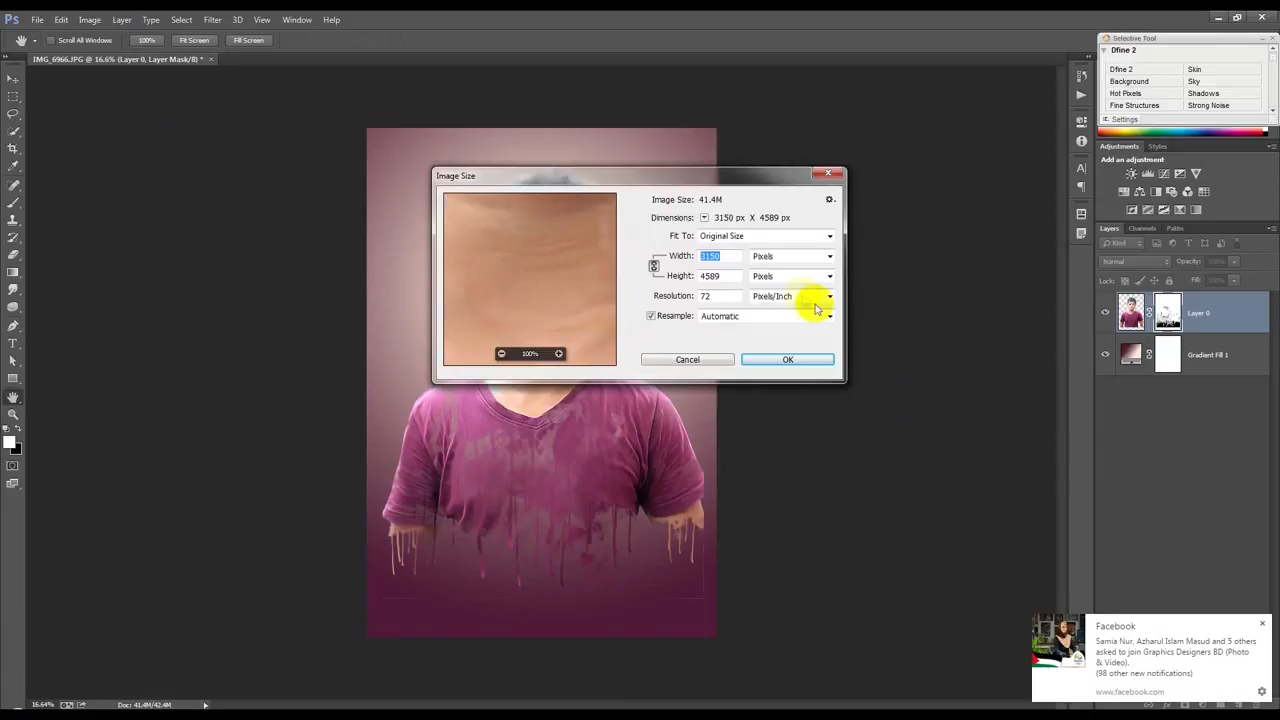 Ps File Edit Image Layer Type Select Filter 3D View Window Help
Scroll All Windows 100% Fit Screen Fill Screen
IMG_6966.JPG @ 16.6% (Layer 0, Layer Mask/8) * ×
Selective Tool
Dfine 2
Dfine 2 Skin
Background Sky
Hot Pixels Shadows
Fine Structures Strong Noise
Settings
Adjustments Styles
Add an adjustment
Layers Channels Paths
Kind
Normal Opacity: 100%
Lock: Fill: 100%
Layer 0
Gradient Fill 1
Image Size
Image Size: 41.4M
Dimensions: 3150 px X 4589 px
Fit To: Original Size
Width: 3150 Pixels
Height: 4589 Pixels
Resolution: 72 Pixels/Inch
Resample: Automatic
100%
Cancel OK
Facebook
Samia Nur, Azharul Islam Masud and 5 others
asked to join Graphics Designers BD (Photo
& Video).
(98 other new notifications)
www.facebook.com
16.64% Doc: 41.4M/42.4M